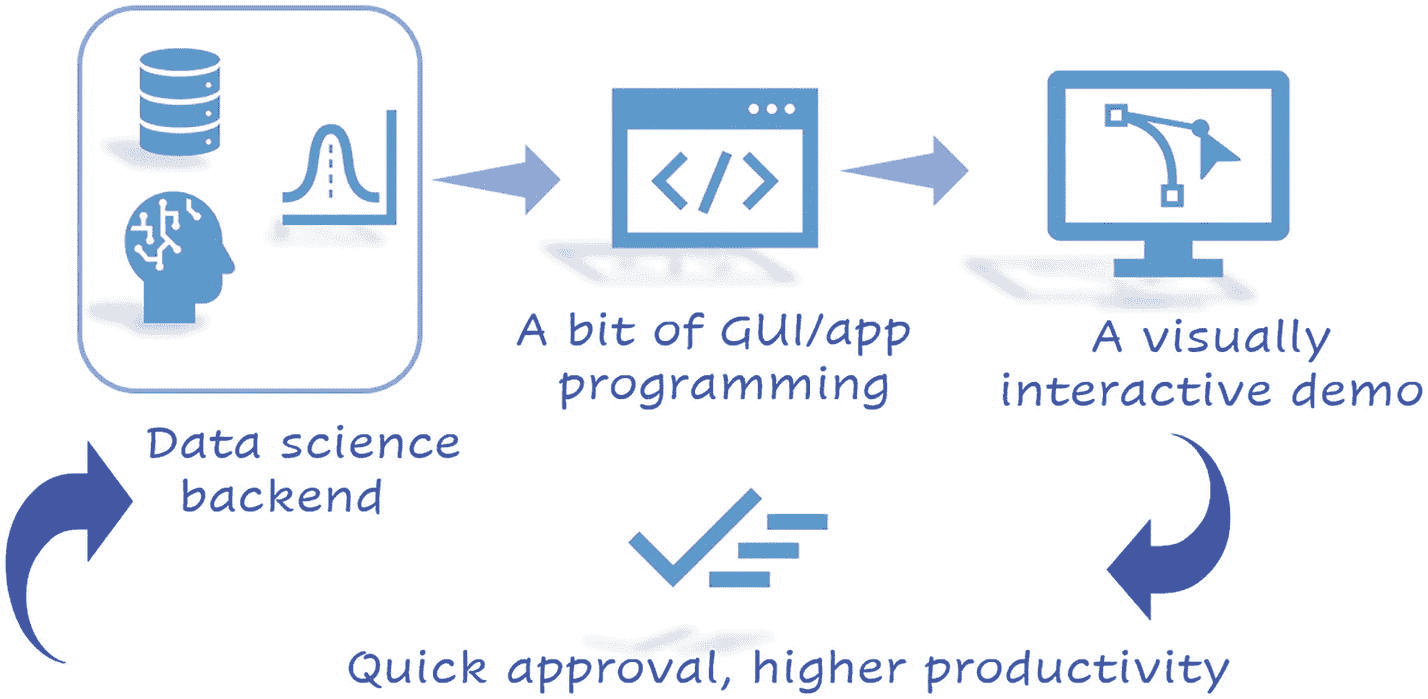 A bit of GUI/app
programming
A visually
interactive demo
Data science
backend
Quick approval, higher productivity